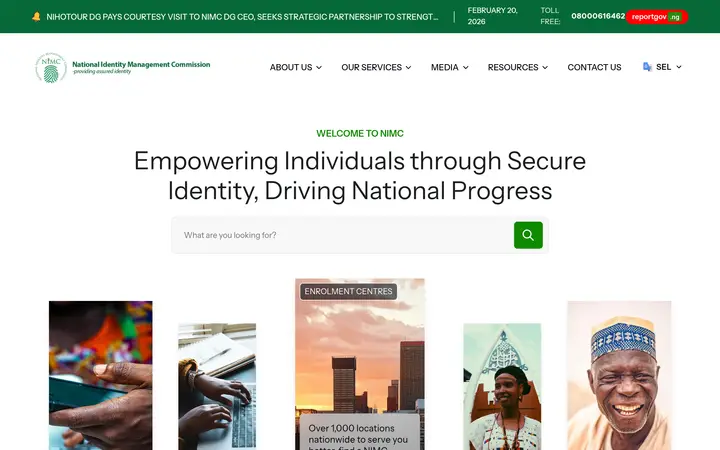 NIHOTOUR DG PAYS COURTESY VISIT TO NIMC DG CEO, SEEKS STRATEGIC PARTNERSHIP TO STRENGT...
FEBRUARY 20,
2026
TOLL
FREE:
08000616462
reportgov.ng
NIMC
National Identity Management Commission
-providing assured identity
ABOUT US
OUR SERVICES
MEDIA
RESOURCES
CONTACT US
SEL
WELCOME TO NIMC
Empowering Individuals through Secure
Identity, Driving National Progress
What are you looking for?
ENROLMENT CENTRES
Over 1,000 locations
nationwide to serve you
better, find a NIMC